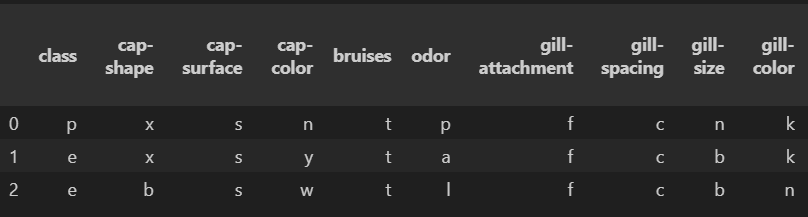 class cap-shape cap-surface cap-color bruises odor gill-attachment gill-spacing gill-size gill-color
0 p x s n t p f c n k
1 e x s y t a f c b k
2 e b s w t l f c b n